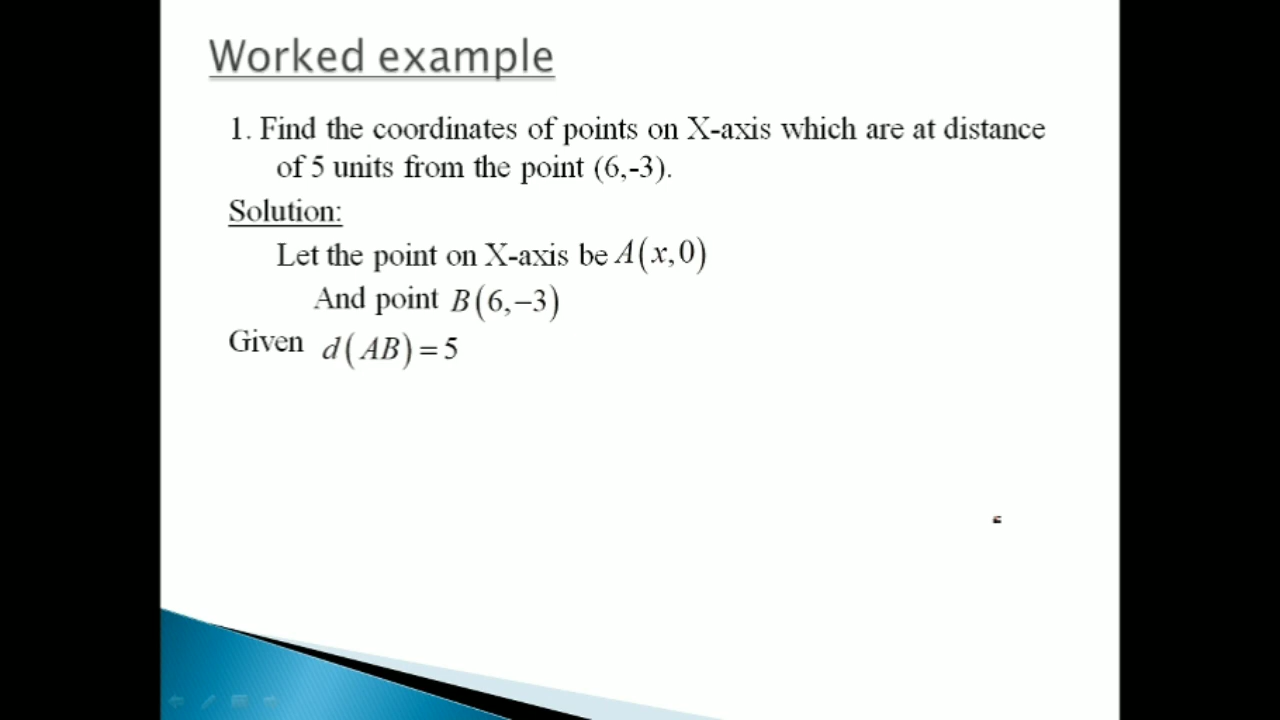 Worked example
1. Find the coordinates of points on X-axis which are at distance
of 5 units from the point (6,-3).
Solution:
Let the point on X-axis be A(x,0)
And point B(6,−3)
Given d(AB)=5